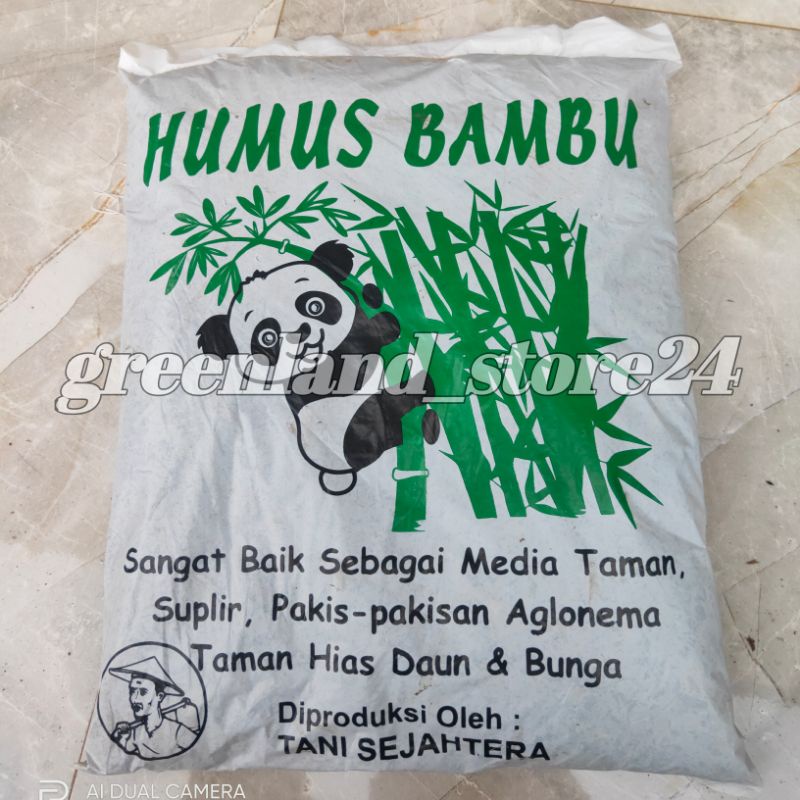 HUMUS BAMBU
greenland_store24
Sangat Baik Sebagai Media Taman,
Suplir, Pakis-pakisan Aglonema
Taman Hias Daun & Bunga
Diproduksi Oleh :
TANI SEJAHTERA
AI DUAL CAMERA